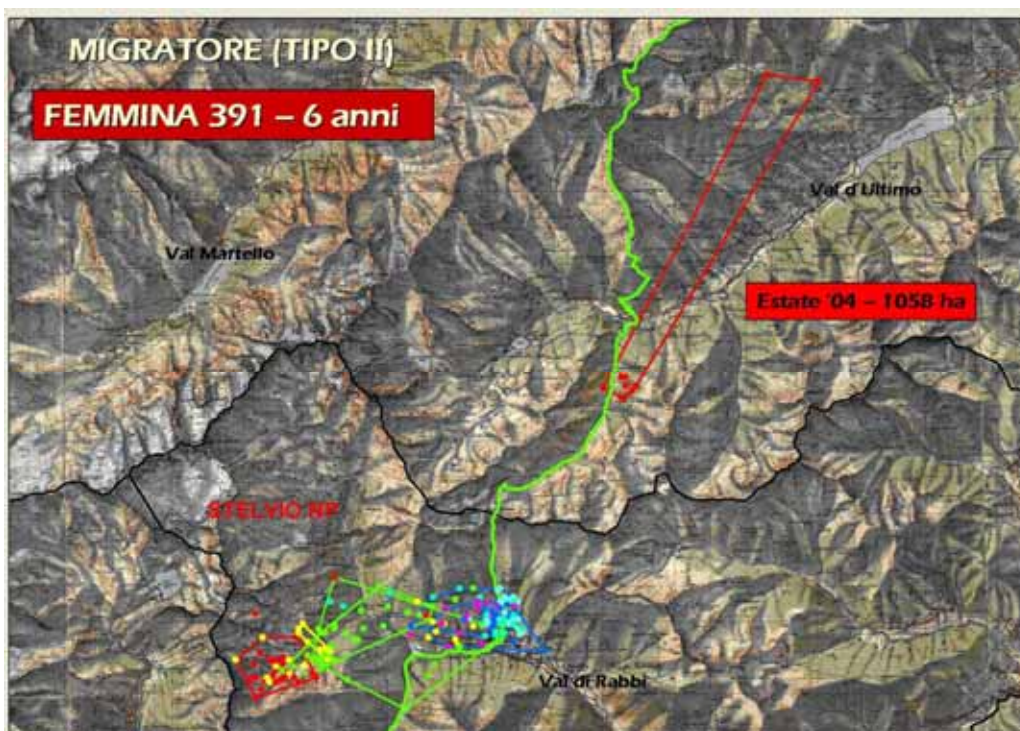 MIGRATORE (TIPO II)
FEMMINA 391 – 6 anni
Val d'Ultimo
Val Martello
Estate '04 – 1058 ha
STELVIO NP
Val di Rabbi